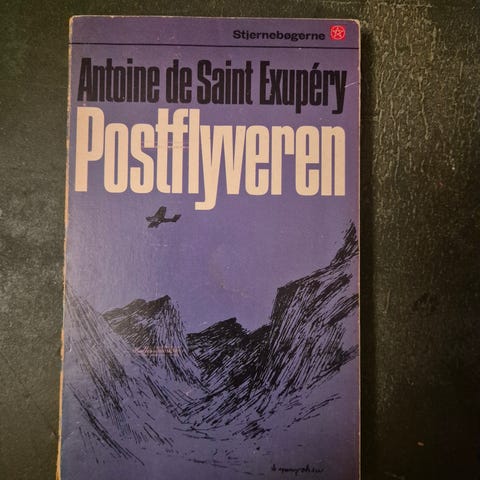 Stjernebøgerne
Antoine de Saint Exupéry
Postflyveren